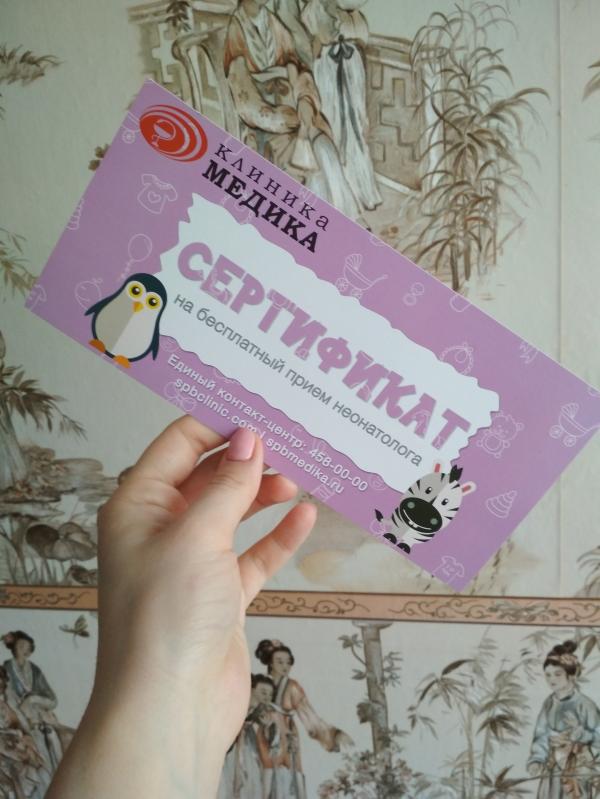 клиника
МЕДИКА
СЕРТИФИКАТ
на бесплатный прием неонатолога
Единый контакт-центр: 458-00-00
spbclinic.com / spbmedika.ru